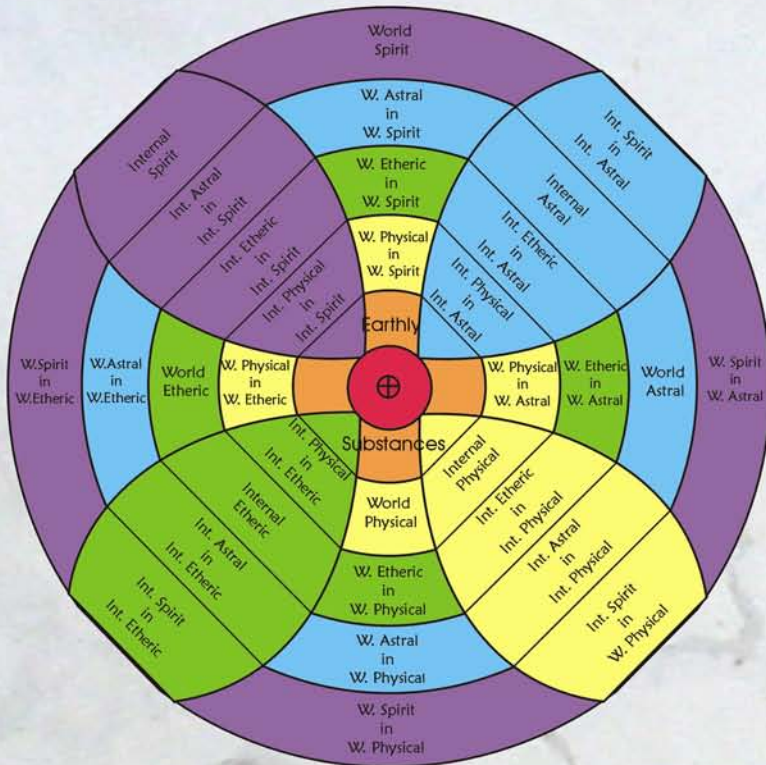 World
Spirit
W. Astral
in
W. Spirit
W. Etheric
in
W. Spirit
W. Physical
in
W. Spirit
Internal
Spirit
Int. Astral
in
Int. Spirit
Int. Etheric
in
Int. Spirit
Int. Physical
in
Int. Spirit
Int. Spirit
in
Int. Astral
Internal
Astral
Int. Etheric
in
Int. Astral
Int. Physical
in
Int. Astral
Earthly
Substances
W.Spirit
in
W.Etheric
W.Astral
in
W.Etheric
World
Etheric
W. Physical
in
W. Etheric
W. Physical
in
W. Astral
W. Etheric
in
W. Astral
World
Astral
W. Spirit
in
W. Astral
Int. Physical
in
Int. Etheric
Internal
Etheric
Int. Astral
in
Int. Etheric
Int. Spirit
in
Int. Etheric
Internal
Physical
Int. Etheric
in
Int. Physical
Int. Astral
in
Int. Physical
Int. Spirit
in
W. Physical
World
Physical
W. Etheric
in
W. Physical
W. Astral
in
W. Physical
W. Spirit
in
W. Physical